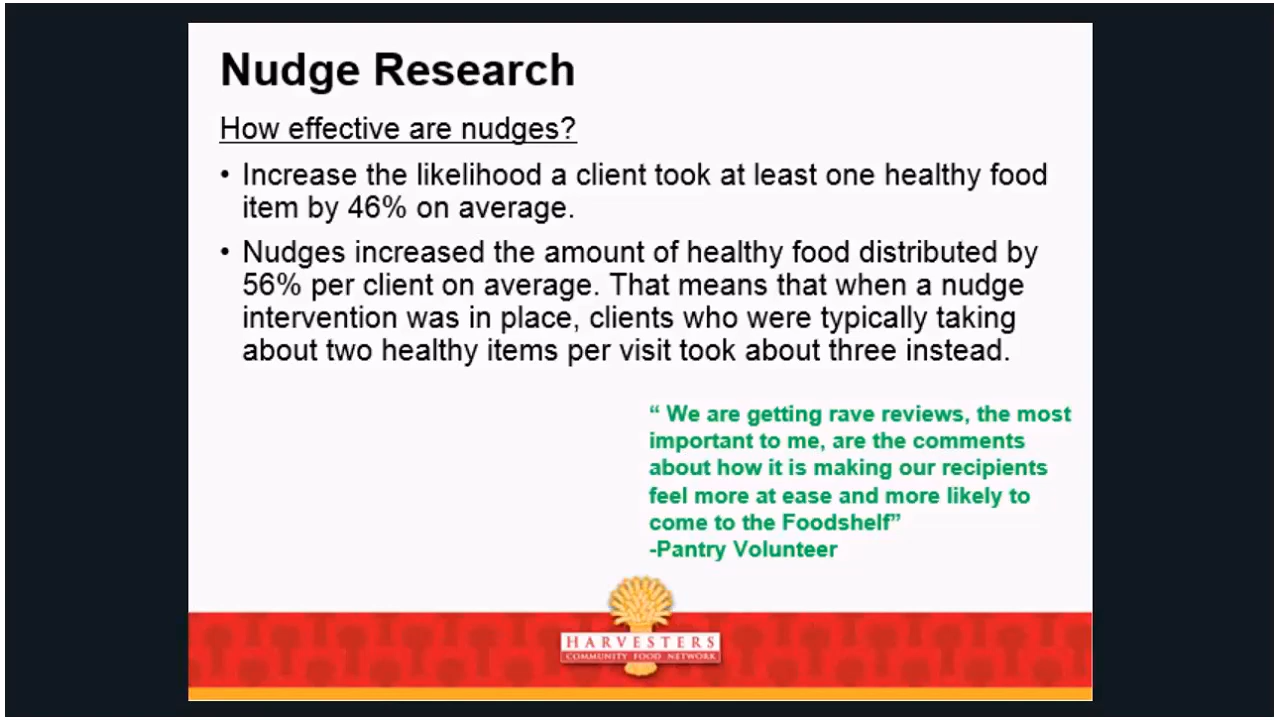 Nudge Research
How effective are nudges?
• Increase the likelihood a client took at least one healthy food
item by 46% on average.
• Nudges increased the amount of healthy food distributed by
56% per client on average. That means that when a nudge
intervention was in place, clients who were typically taking
about two healthy items per visit took about three instead.
“ We are getting rave reviews, the most
important to me, are the comments
about how it is making our recipients
feel more at ease and more likely to
come to the Foodshelf”
-Pantry Volunteer
HARVESTERS
COMMUNITY FOOD NETWORK